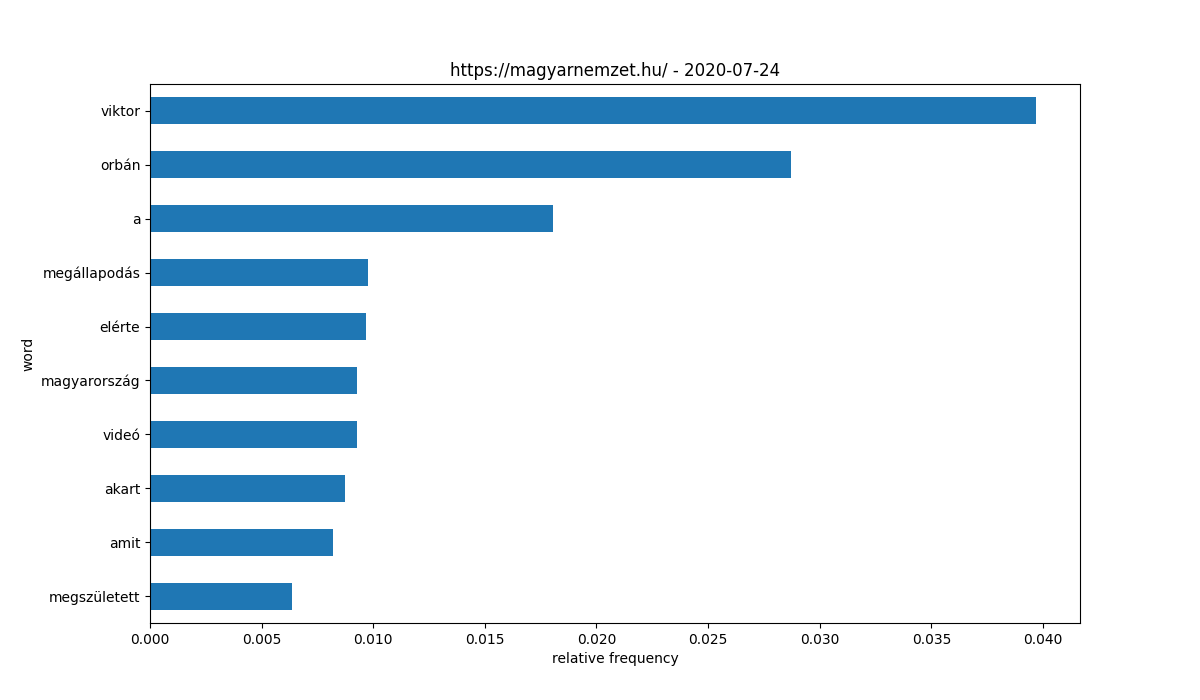 https://magyarnemzet.hu/ - 2020-07-24
viktor
orbán
a
megállapodás
elérte
magyarország
videó
akart
amit
megszületett
word
0.000 0.005 0.010 0.015 0.020 0.025 0.030 0.035 0.040
relative frequency